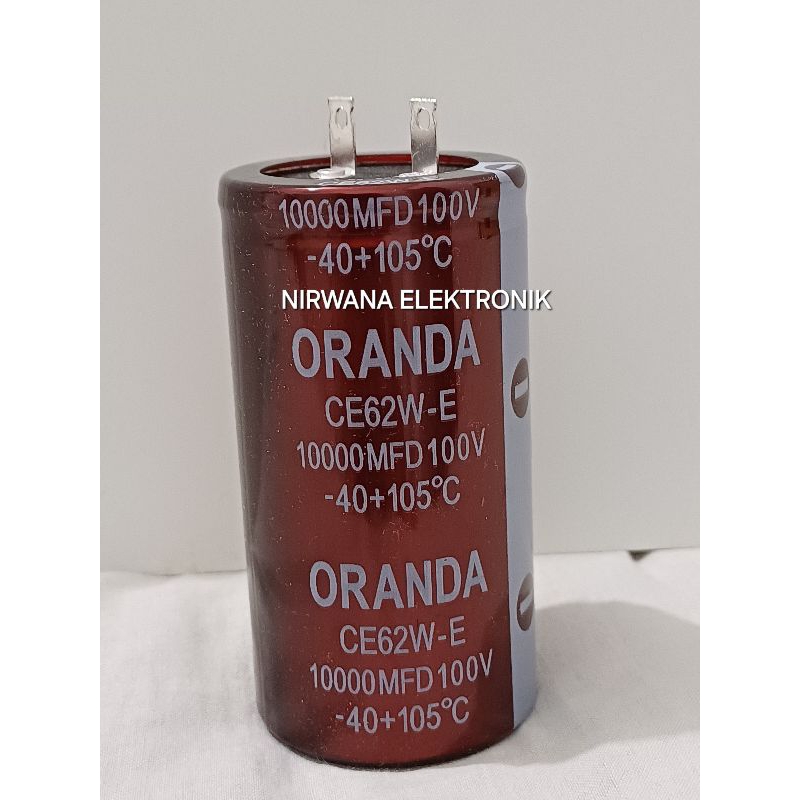 10000MFD100V
-40+105°C
NIRWANA ELEKTRONIK
ORANDA
CE62W-E
10000MFD100V
-40+105°C
ORANDA
CE62W-E
10000MFD100V
-40+105°C